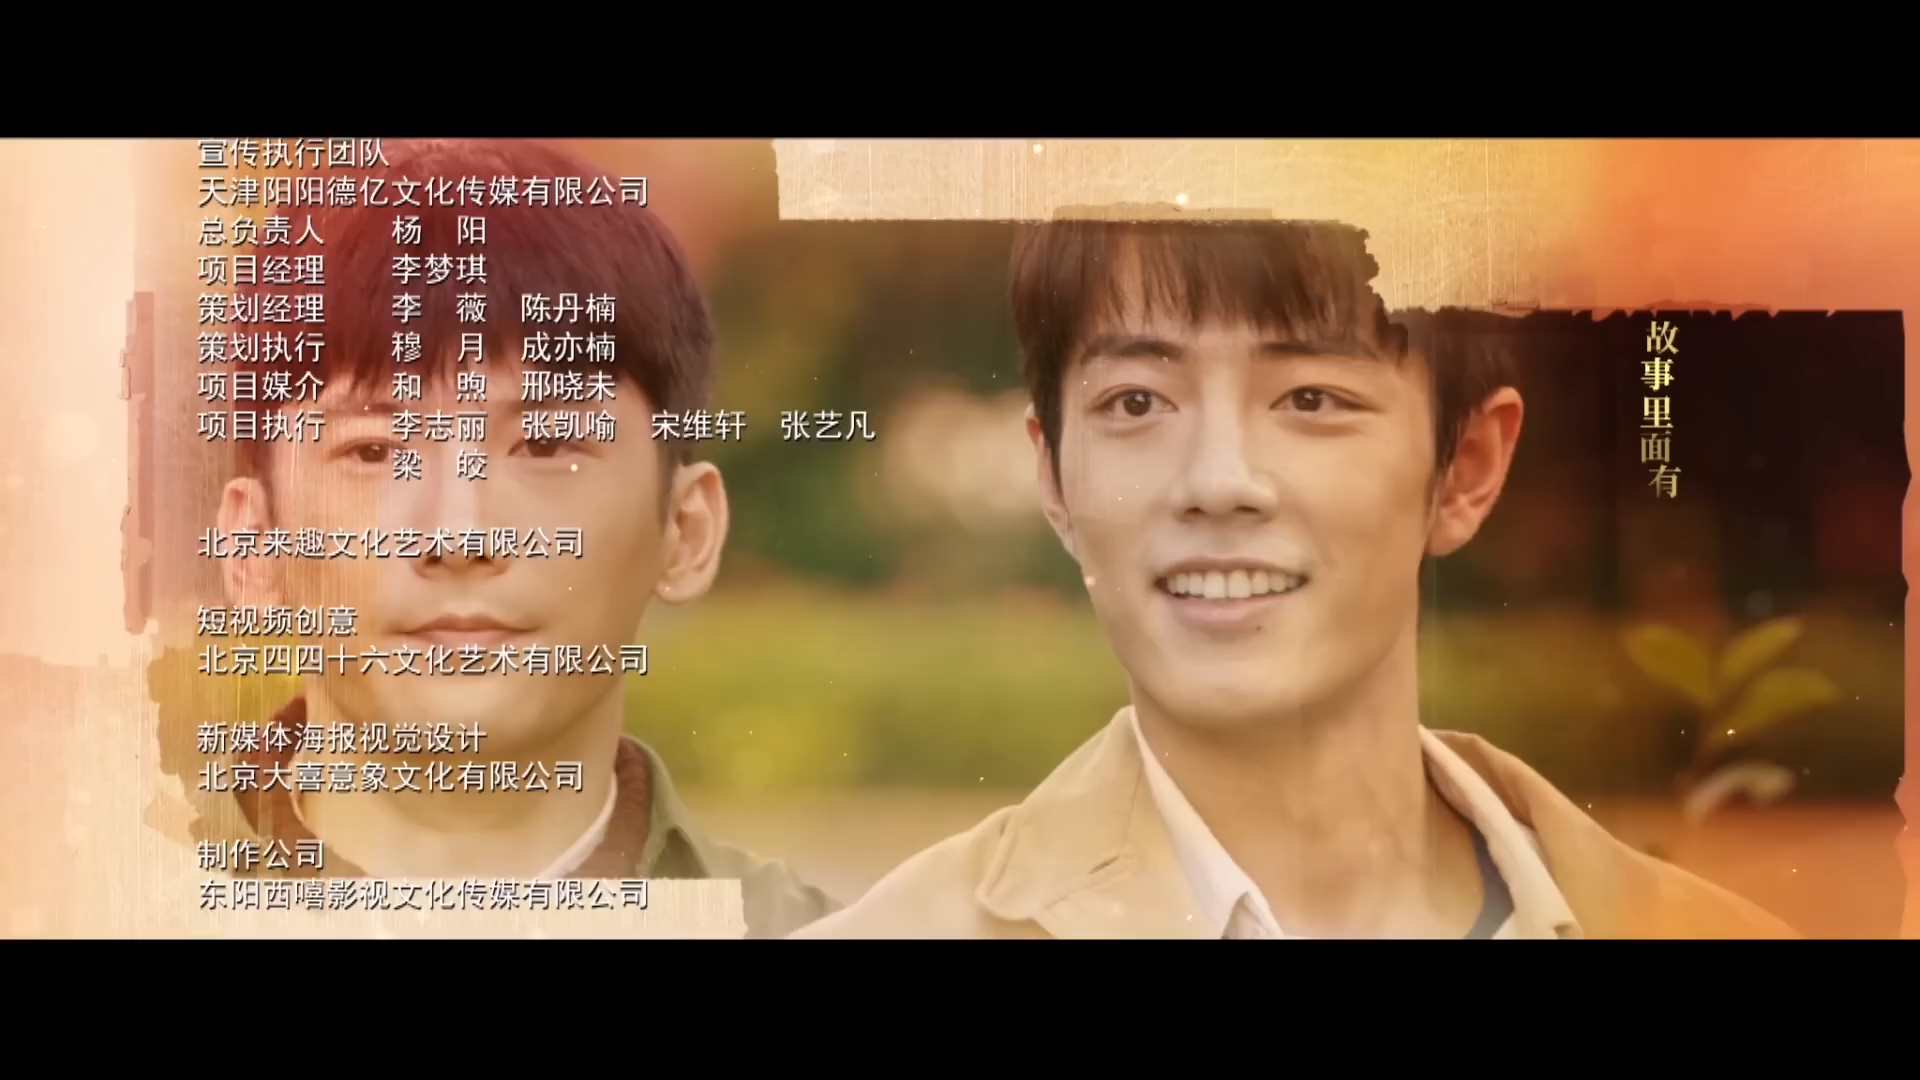 宣传执行团队
天津阳阳德亿文化传媒有限公司
总负责人 杨 阳
项目经理 李梦琪
策划经理 李 薇 陈丹楠
策划执行 穆 月 成亦楠
项目媒介 和 煦 邢晓未
项目执行 李志丽 张凯喻 宋维轩 张艺凡
梁 皎
北京来趣文化艺术有限公司
短视频创意
北京四四十六文化艺术有限公司
新媒体海报视觉设计
北京大喜意象文化有限公司
制作公司
东阳西嘻影视文化传媒有限公司
故事里面有